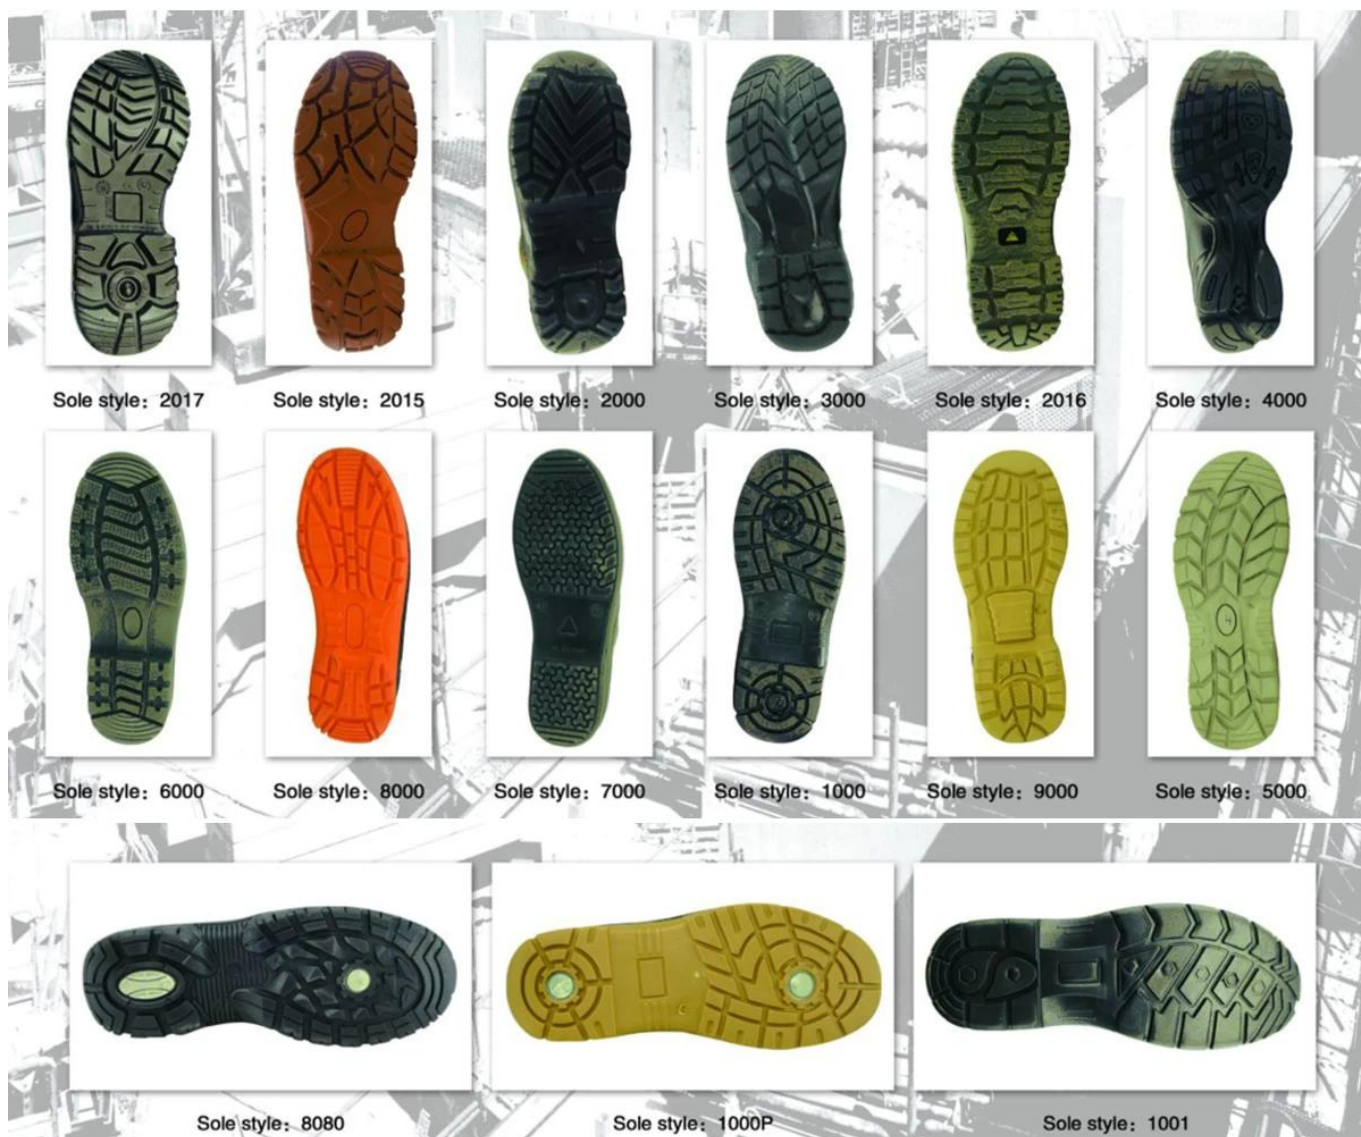 Sole style：2017
Sole style：2015
Sole style：2000
Sole style：3000
Sole style：2016
Sole style：4000
Sole style：6000
Sole style：8000
Sole style：7000
Sole style：1000
Sole style：9000
Sole style：5000
Sole style：8080
Sole style：1000P
Sole style：1001